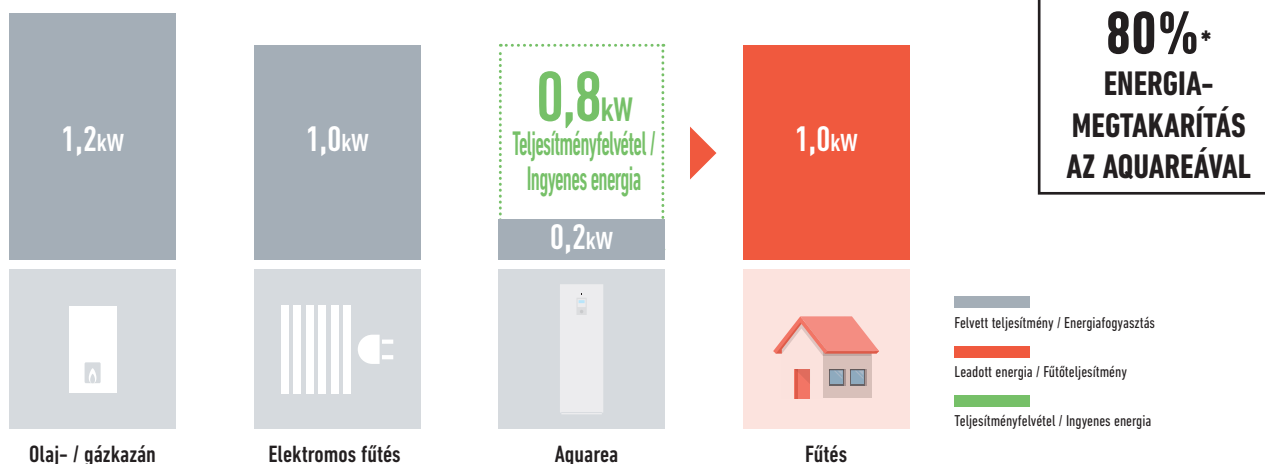 80%*
ENERGIA-
MEGTAKARÍTÁS
AZ AQUAREÁVAL
1,2kW
1,0kW
0,8kW
Teljesítményfelvétel /
Ingyenes energia
0,2kW
1,0kW
Felvett teljesítmény / Energiafogyasztás
Leadott energia / Fűtőteljesítmény
Teljesítményfelvétel / Ingyenes energia
Olaj- / gázkazán
Elektromos fűtés
Aquarea
Fűtés